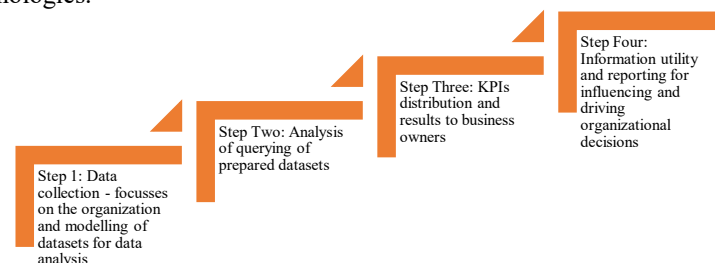 nologies.
Step 1: Data
collection - focusses
on the organization
and modelling of
datasets for data
analysis
Step Two: Analysis
of querying of
prepared datasets
Step Three: KPIs
distribution and
results to business
owners
Step Four:
Information utility
and reporting for
influencing and
driving
organizational
decisions